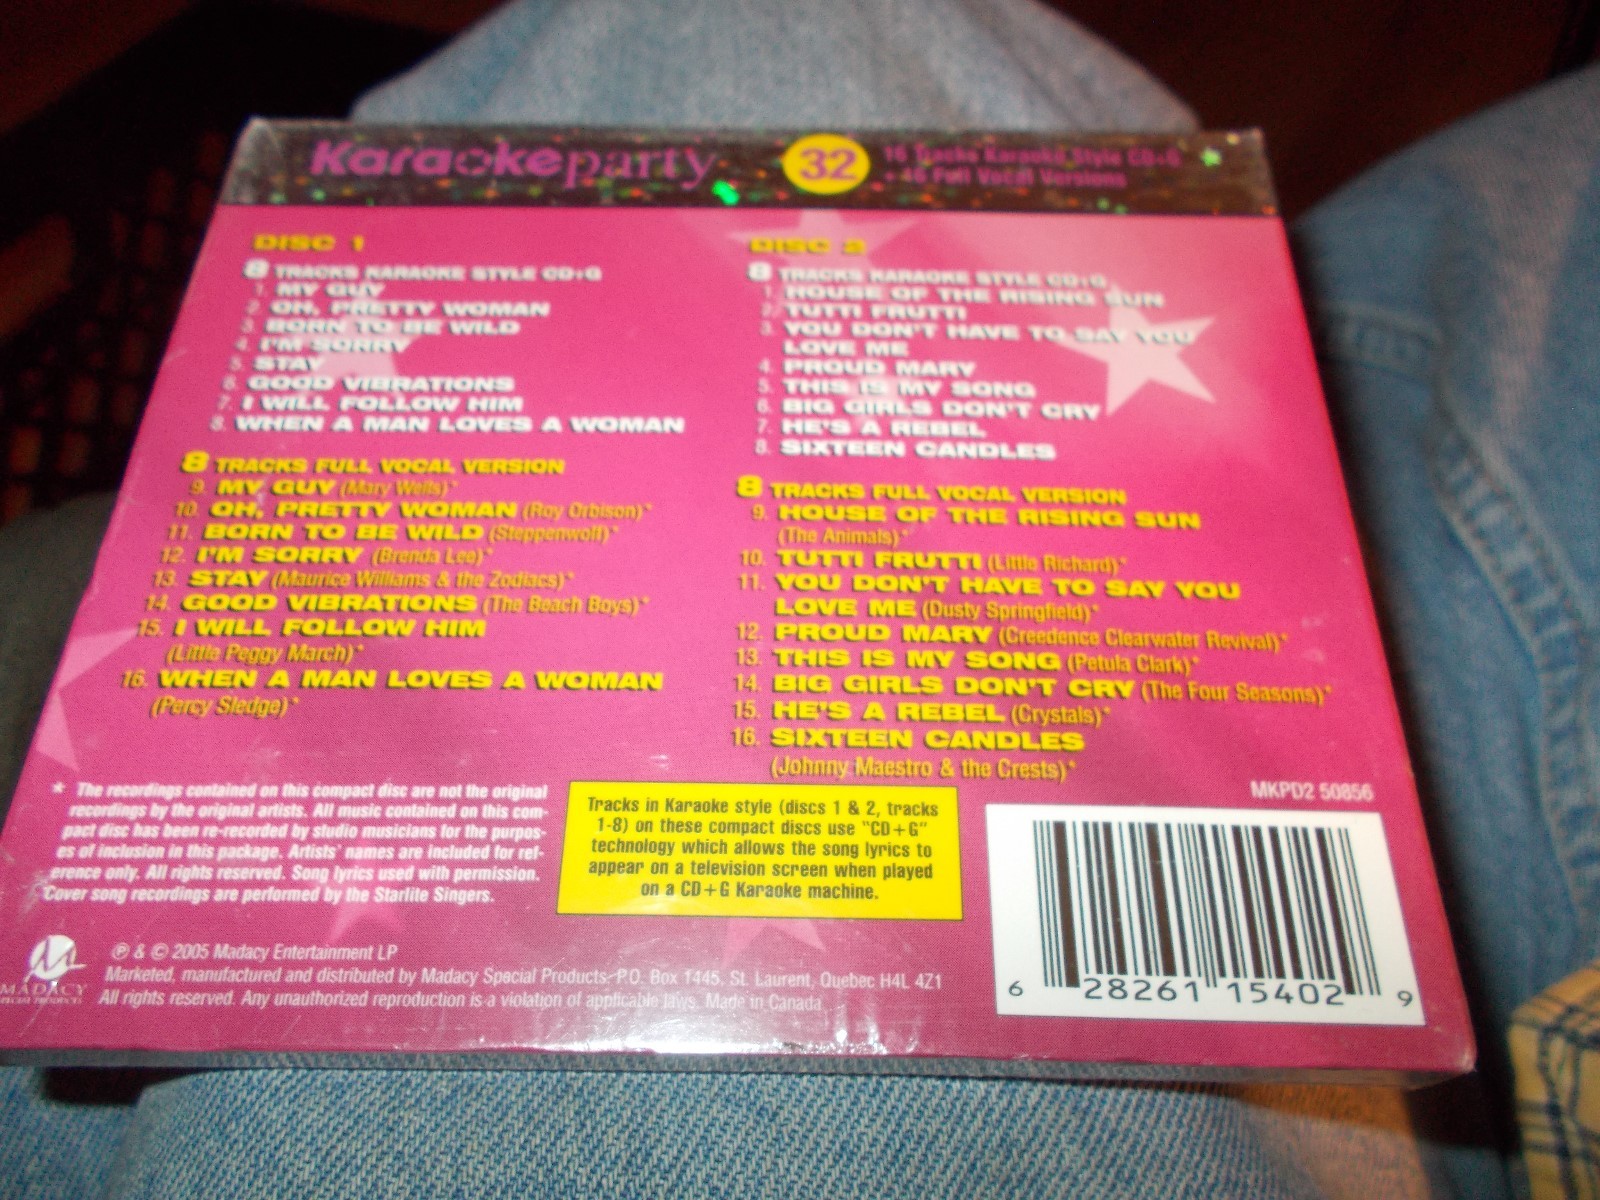 Karaoke party 32 16 Tracks Karaoke Style CD+G
+ 16 Full Vocal Versions
DISC 1
8 TRACKS KARAOKE STYLE CD+G
1. MY GUY
2. OH, PRETTY WOMAN
3. BORN TO BE WILD
4. I'M SORRY
5. STAY
6. GOOD VIBRATIONS
7. I WILL FOLLOW HIM
8. WHEN A MAN LOVES A WOMAN
8 TRACKS FULL VOCAL VERSION
9. MY GUY (Mary Wells)*
10. OH, PRETTY WOMAN (Roy Orbison)*
11. BORN TO BE WILD (Steppenwolf)*
12. I'M SORRY (Brenda Lee)*
13. STAY (Maurice Williams & the Zodiacs)*
14. GOOD VIBRATIONS (The Beach Boys)*
15. I WILL FOLLOW HIM
(Little Peggy March)*
16. WHEN A MAN LOVES A WOMAN
(Percy Sledge)*
DISC 2
8 TRACKS KARAOKE STYLE CD+G
1. HOUSE OF THE RISING SUN
2. TUTTI FRUTTI
3. YOU DON'T HAVE TO SAY YOU
LOVE ME
4. PROUD MARY
5. THIS IS MY SONG
6. BIG GIRLS DON'T CRY
7. HE'S A REBEL
8. SIXTEEN CANDLES
8 TRACKS FULL VOCAL VERSION
9. HOUSE OF THE RISING SUN
(The Animals)*
10. TUTTI FRUTTI (Little Richard)*
11. YOU DON'T HAVE TO SAY YOU
LOVE ME (Dusty Springfield)*
12. PROUD MARY (Creedence Clearwater Revival)*
13. THIS IS MY SONG (Petula Clark)*
14. BIG GIRLS DON'T CRY (The Four Seasons)*
15. HE'S A REBEL (Crystals)*
16. SIXTEEN CANDLES
(Johnny Maestro & the Crests)*
* The recordings contained on this compact disc are not the original
recordings by the original artists. All music contained on this com-
pact disc has been re-recorded by studio musicians for the purpos-
es of inclusion in this package. Artists' names are included for ref-
erence only. All rights reserved. Song lyrics used with permission.
Cover song recordings are performed by the Starlite Singers.
Tracks in Karaoke style (discs 1 & 2, tracks
1-8) on these compact discs use "CD+G"
technology which allows the song lyrics to
appear on a television screen when played
on a CD+G Karaoke machine.
MKPD2 50856
6 28261 15402 9
MADACY
SPECIAL PRODUCTS
℗ & © 2005 Madacy Entertainment LP
Marketed, manufactured and distributed by Madacy Special Products. P.O. Box 1445, St. Laurent, Quebec H4L 4Z1
All rights reserved. Any unauthorized reproduction is a violation of applicable laws. Made in Canada